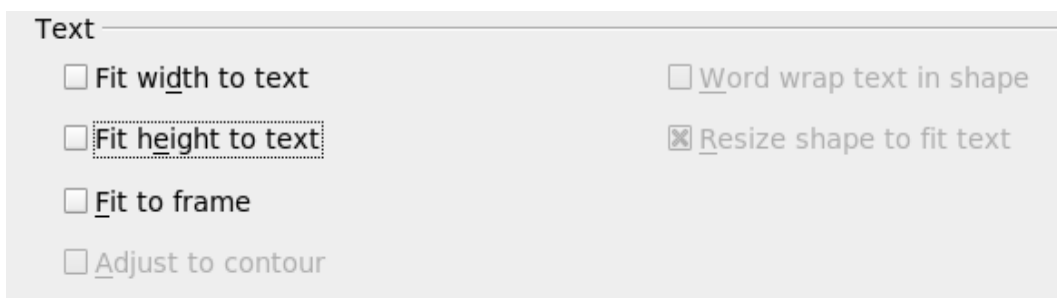 Text
Fit width to text
Word wrap text in shape
Fit height to text
Resize shape to fit text
Fit to frame
Adjust to contour